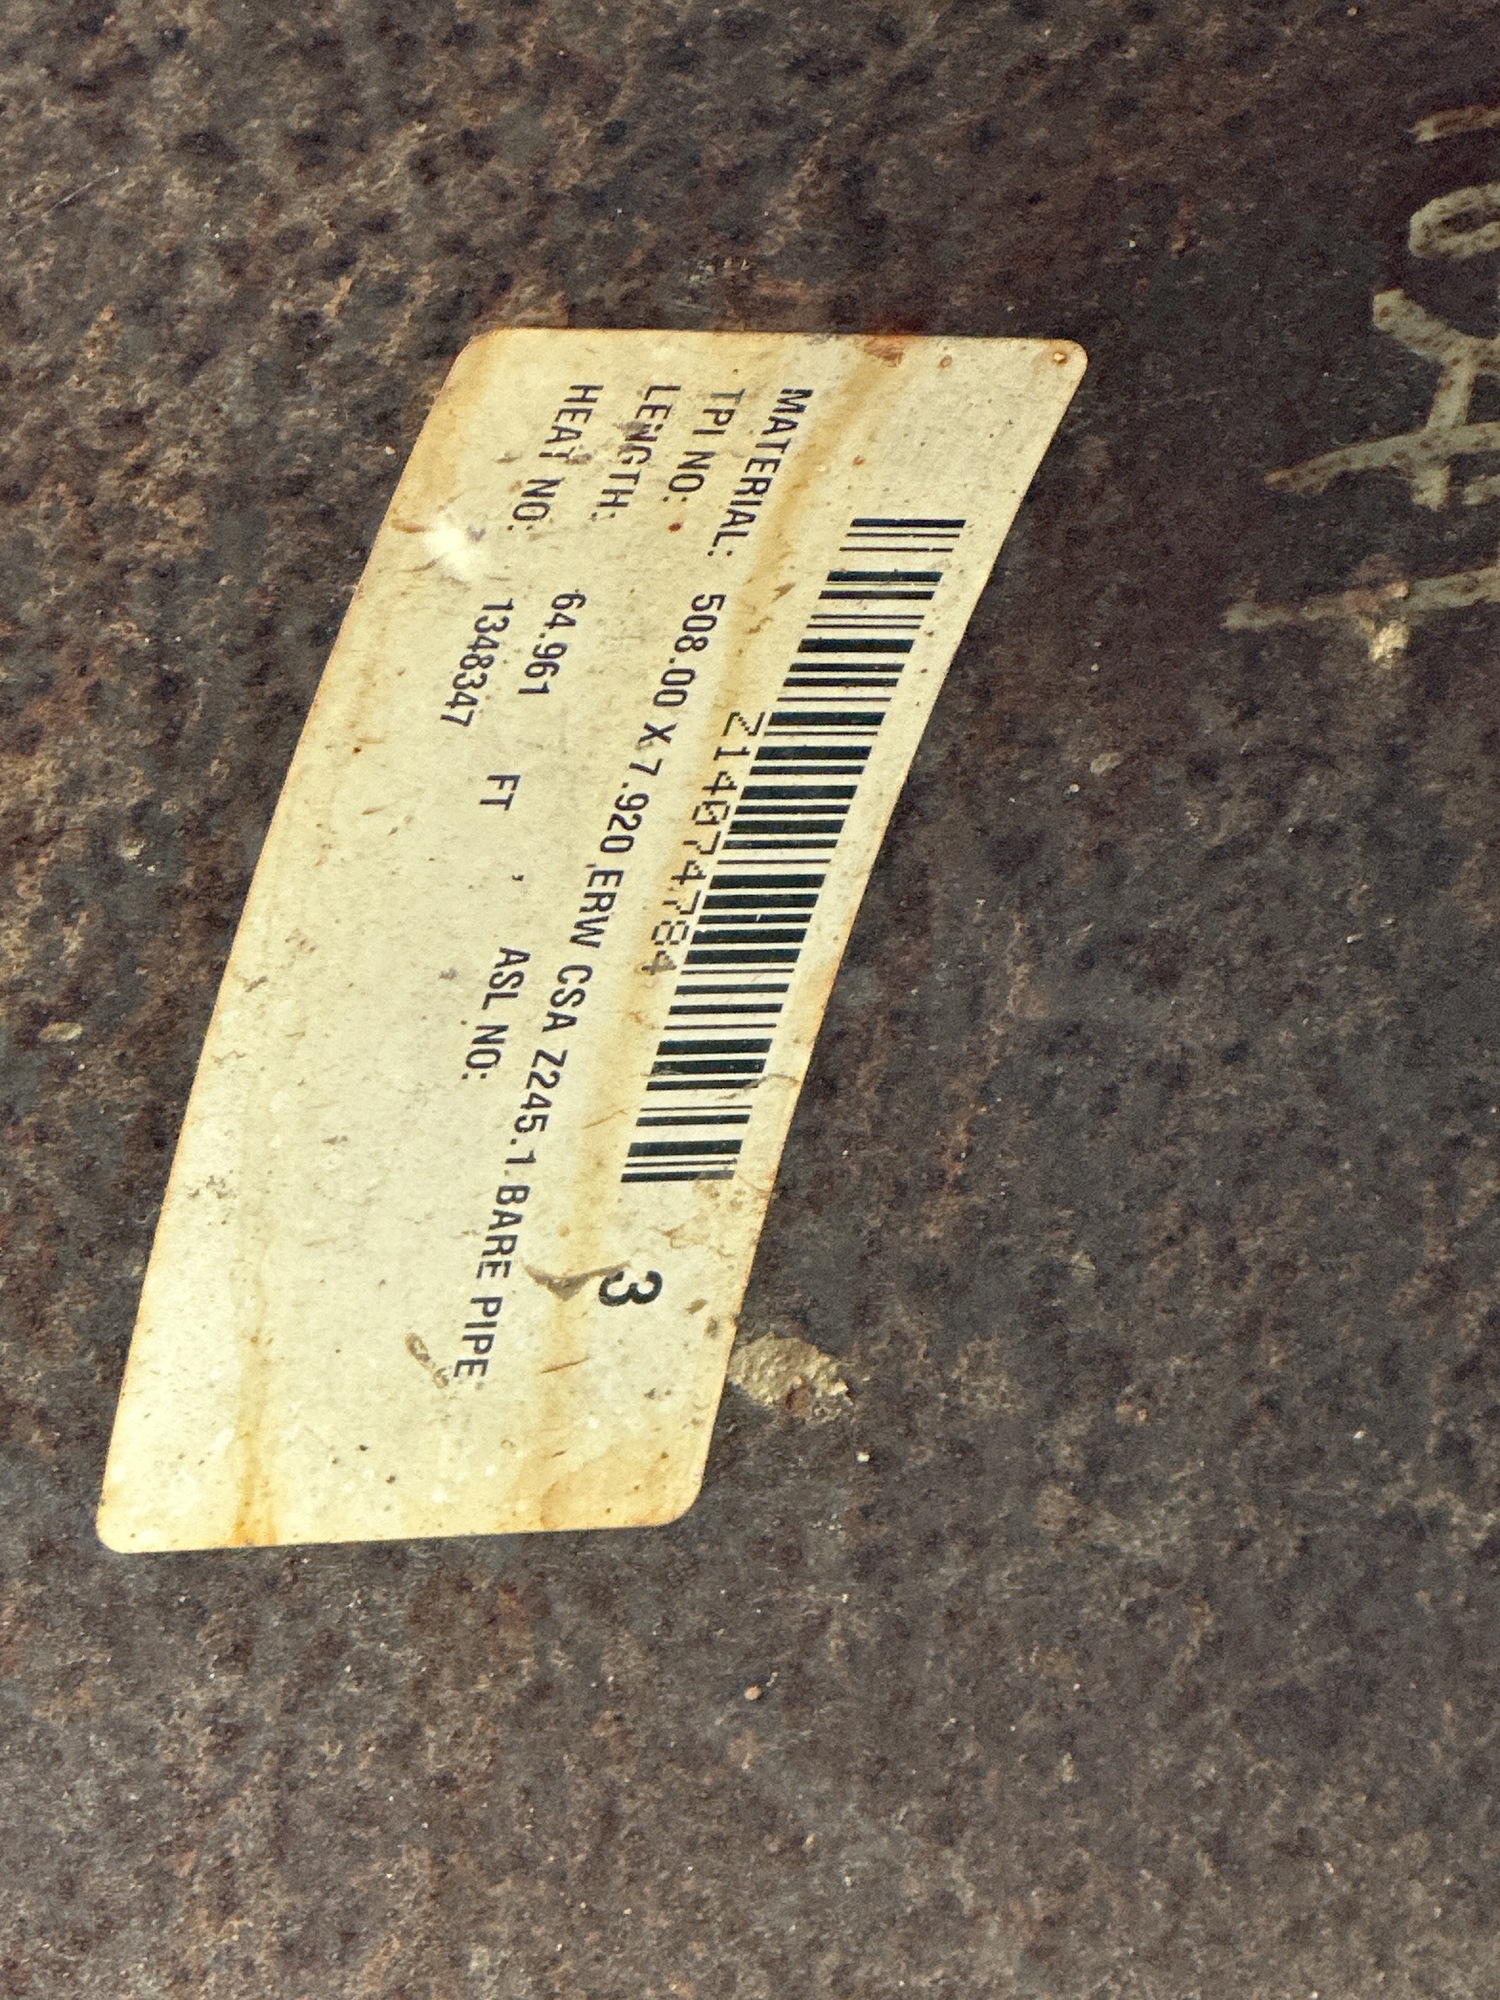 Z14074784
3
MATERIAL: 508.00 X 7.920 ,ERW CSA Z245.1 BARE PIPE
TPI NO:
LENGTH: 64.961 FT , ASL NO:
HEAT NO: 1348347